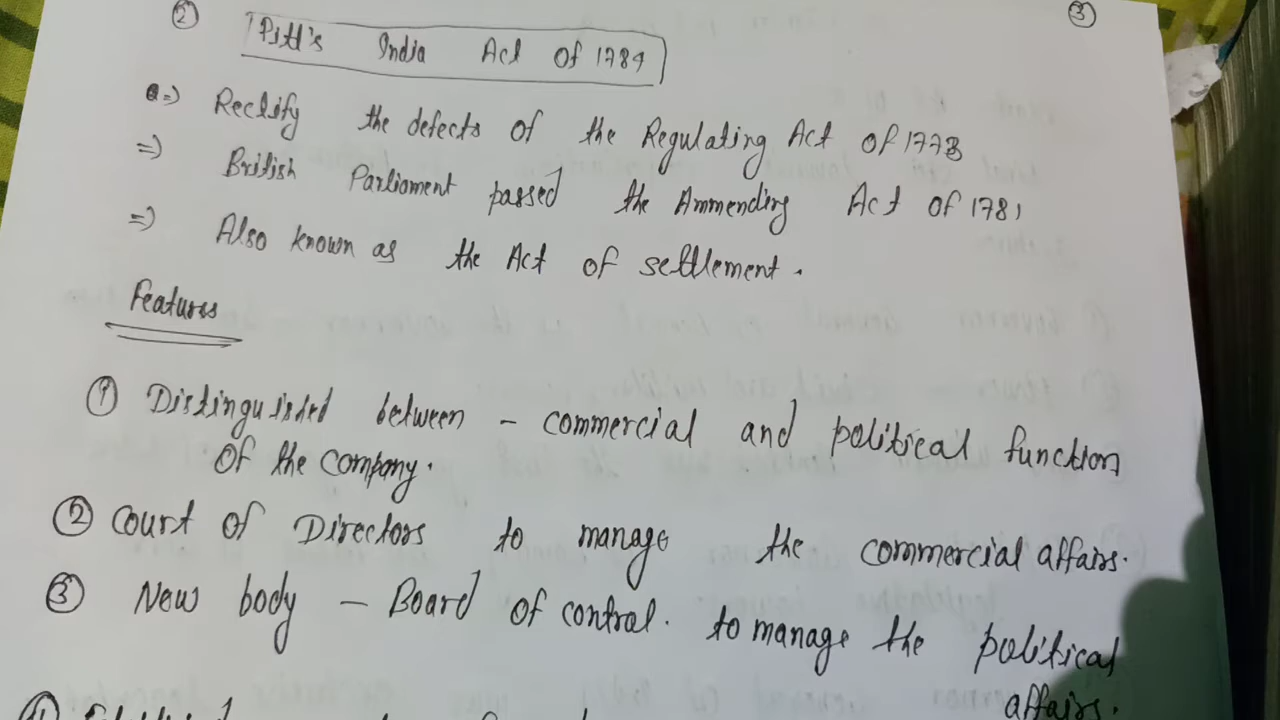 ② ③
Pitt's India Act of 1784
⇒ Rectify the defects of the Regulating Act of 1773
⇒ British Parliament passed the Ammending Act of 1781
⇒ Also known as the Act of settlement.
Features
① Distinguished between – commercial and political function
of the company.
② Court of Directors to manage the commercial affairs.
③ New body – Board of control. to manage the political
affairs.
④